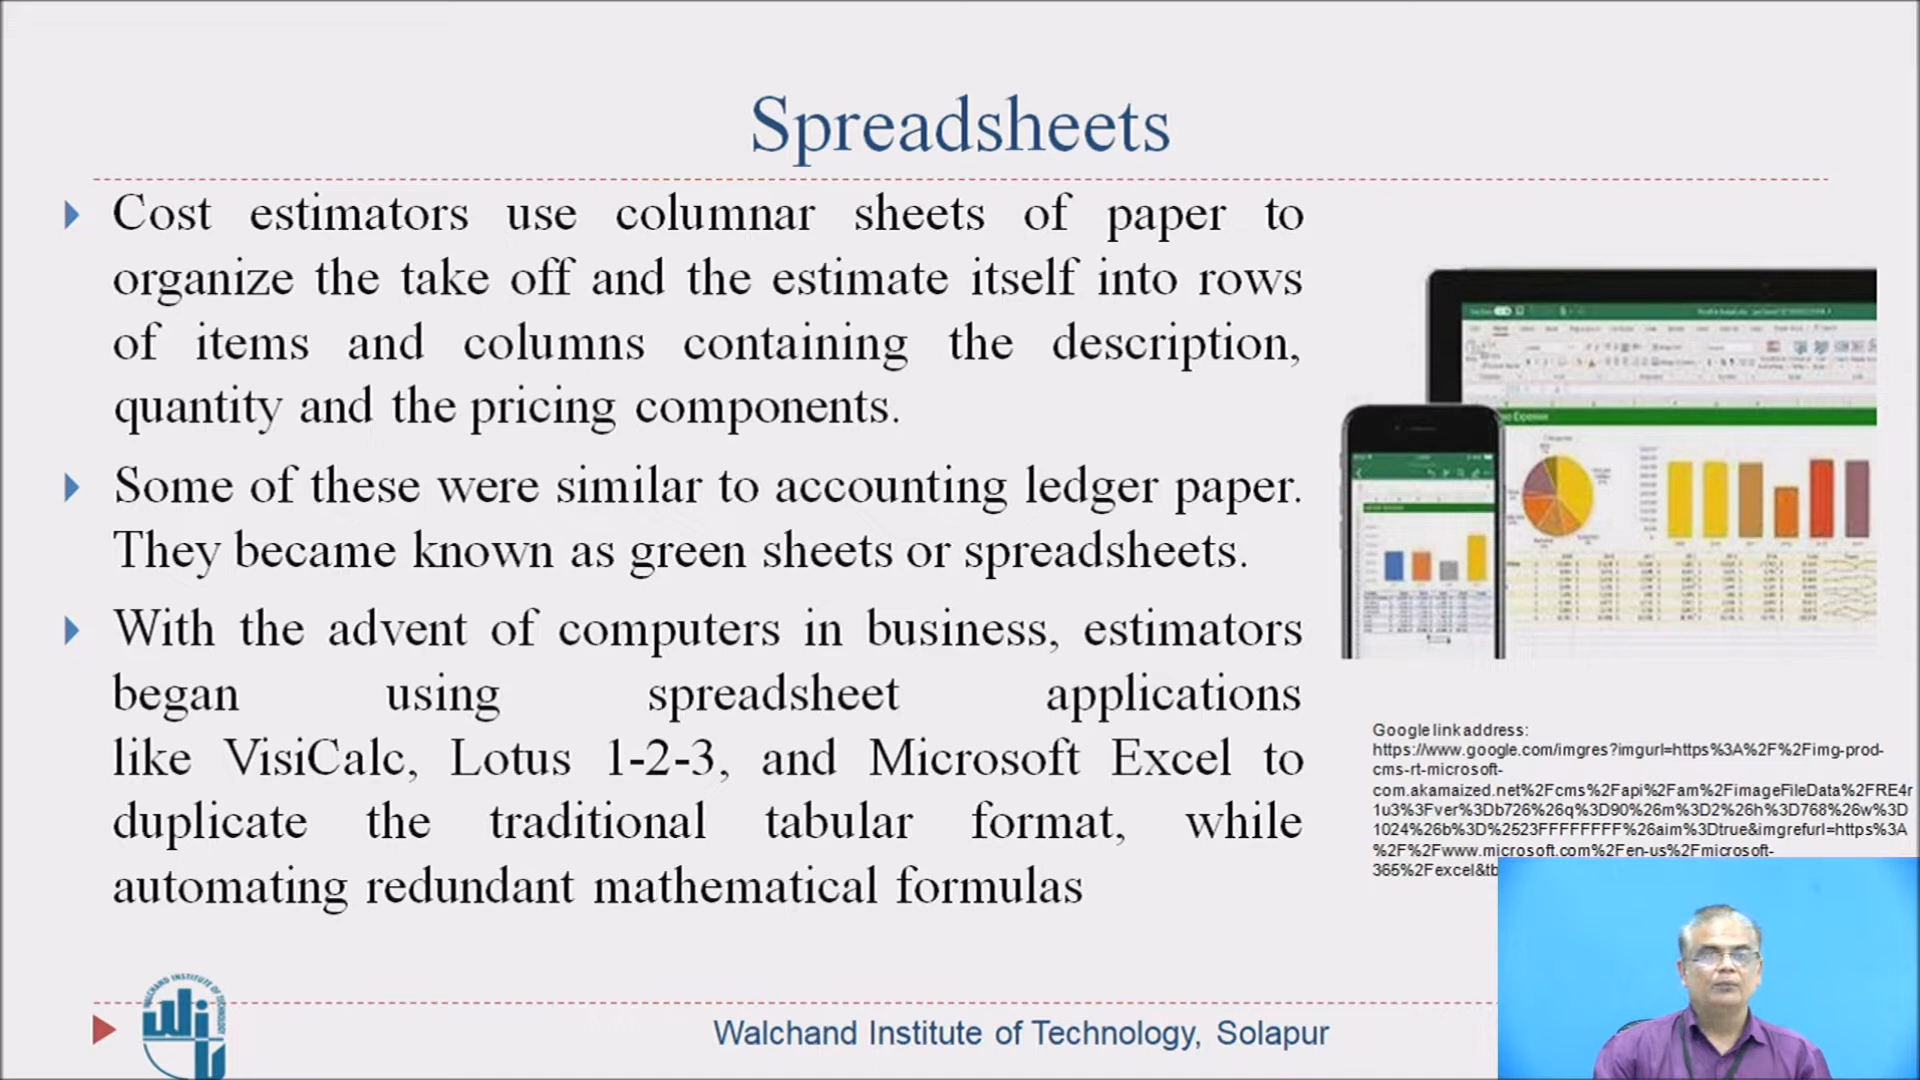 Spreadsheets
Cost estimators use columnar sheets of paper to
organize the take off and the estimate itself into rows
of items and columns containing the description,
quantity and the pricing components.
Some of these were similar to accounting ledger paper.
They became known as green sheets or spreadsheets.
With the advent of computers in business, estimators
began using spreadsheet applications
like VisiCalc, Lotus 1-2-3, and Microsoft Excel to
duplicate the traditional tabular format, while
automating redundant mathematical formulas
Google link address:
https://www.google.com/imgres?imgurl=https%3A%2F%2Fimg-prod-
cms-rt-microsoft-
com.akamaized.net%2Fcms%2Fapi%2Fam%2FimageFileData%2FRE4r
1u3%3Fver%3Db726%26q%3D90%26m%3D2%26h%3D768%26w%3D
1024%26b%3D%2523FFFFFFFF%26aim%3Dtrue&imgrefurl=https%3A
%2F%2Fwww.microsoft.com%2Fen-us%2Fmicrosoft-
365%2Fexcel&tb
WALCHAND INSTITUTE OF TECHNOLOGY
Walchand Institute of Technology, Solapur